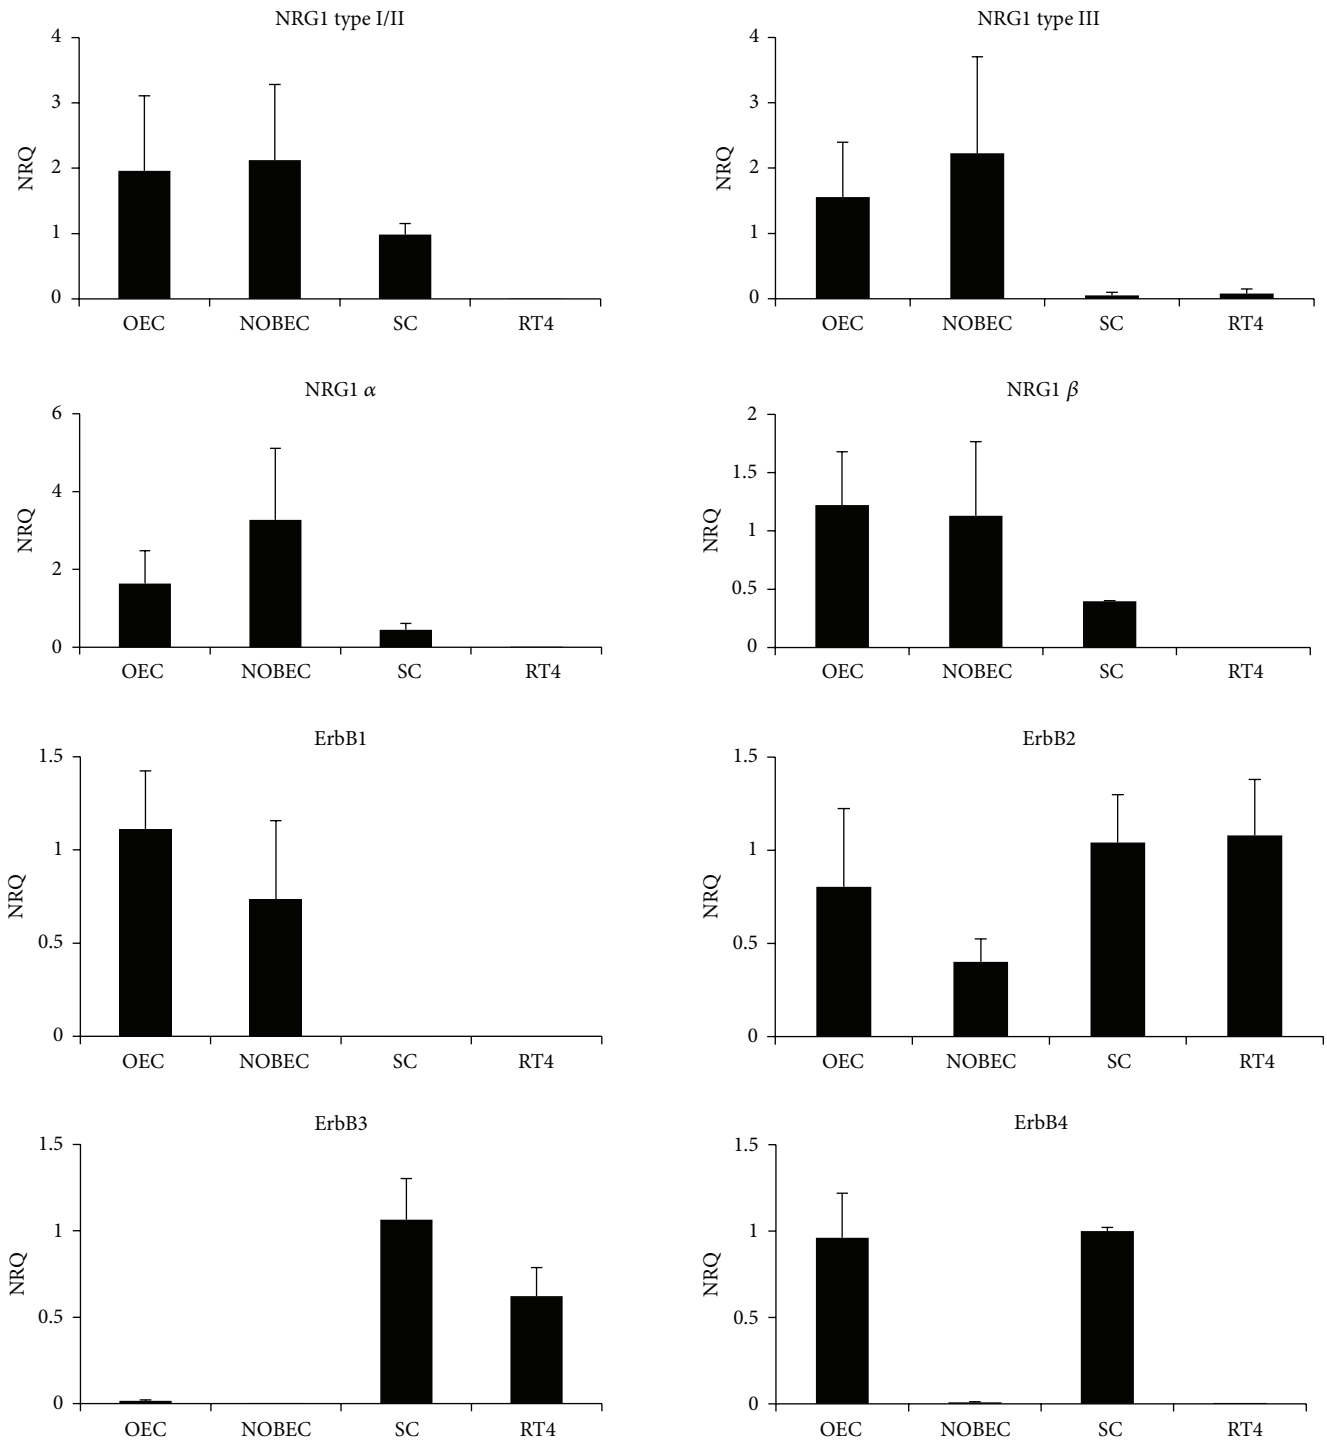 NRG1 type I/II
4
3
2
1
0
NRQ
OEC NOBEC SC RT4
NRG1 type III
4
3
2
1
0
NRQ
OEC NOBEC SC RT4
NRG1 α
6
4
2
0
NRQ
OEC NOBEC SC RT4
NRG1 β
2
1.5
1
0.5
0
NRQ
OEC NOBEC SC RT4
ErbB1
1.5
1
0.5
0
NRQ
OEC NOBEC SC RT4
ErbB2
1.5
1
0.5
0
NRQ
OEC NOBEC SC RT4
ErbB3
1.5
1
0.5
0
NRQ
OEC NOBEC SC RT4
ErbB4
1.5
1
0.5
0
NRQ
OEC NOBEC SC RT4